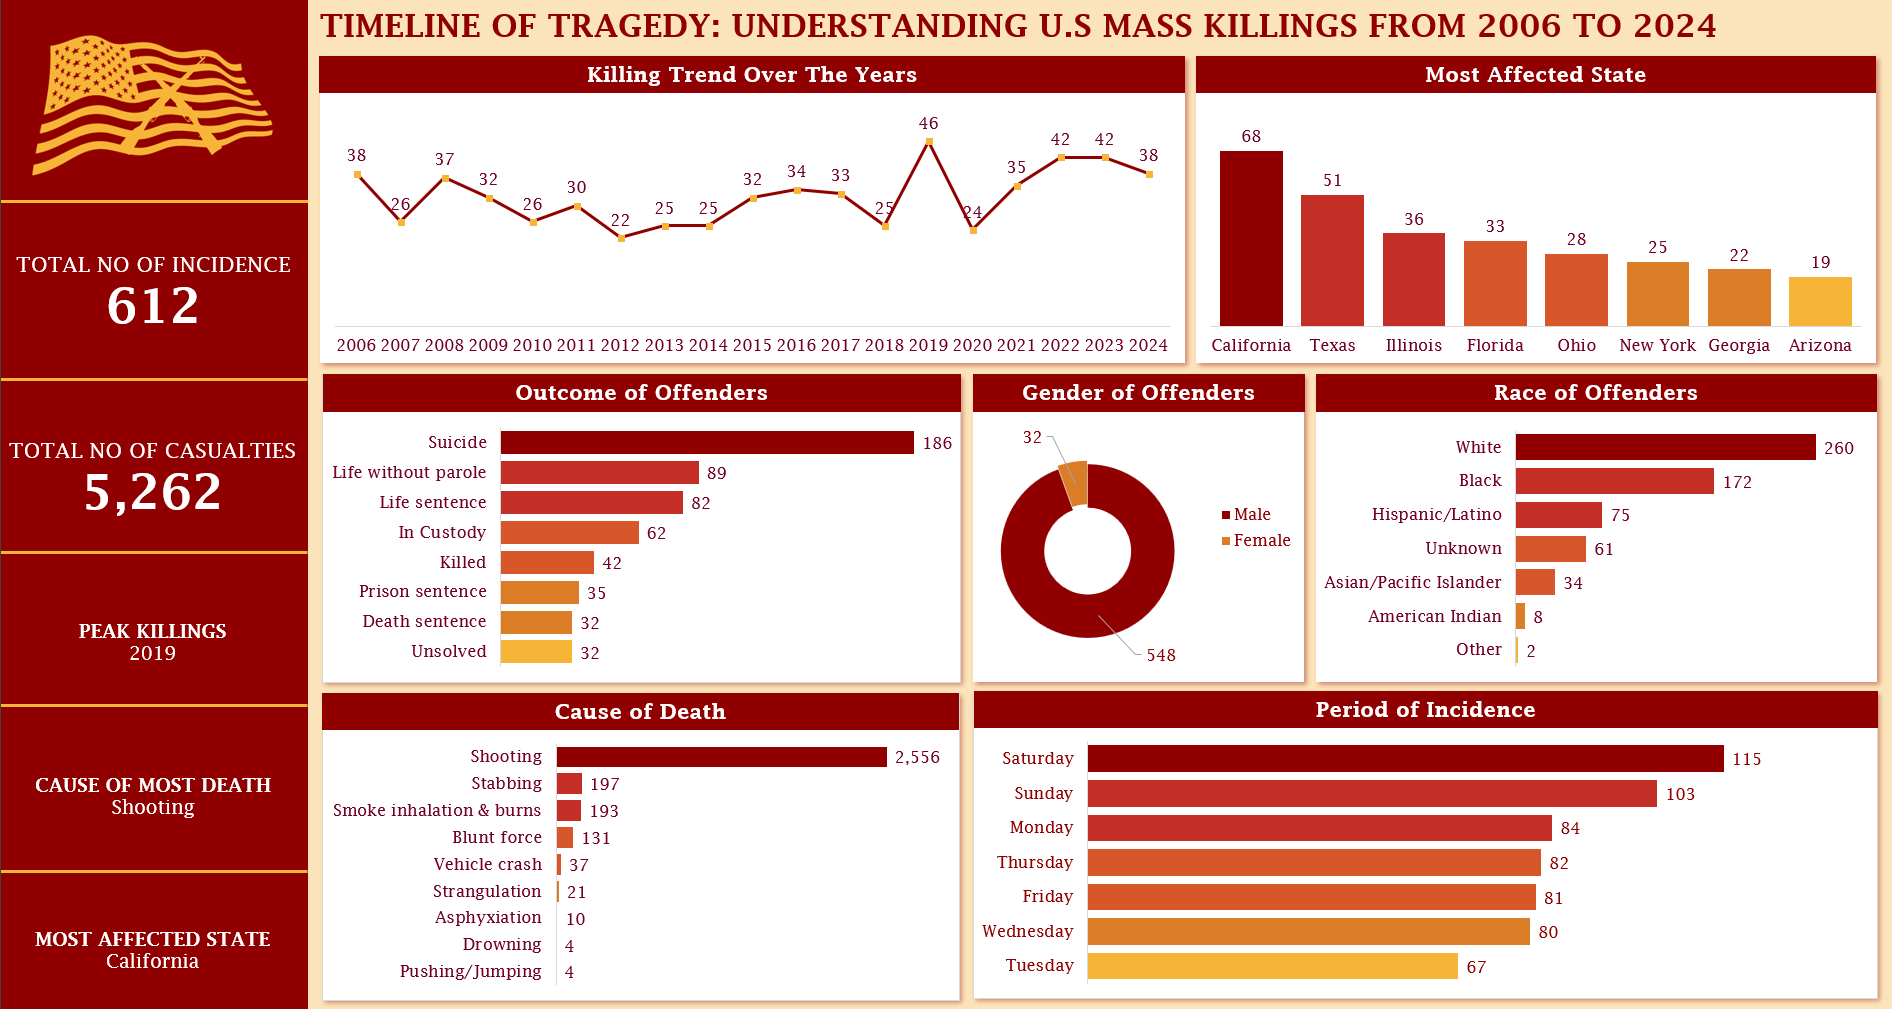 TIMELINE OF TRAGEDY: UNDERSTANDING U.S MASS KILLINGS FROM 2006 TO 2024
TOTAL NO OF INCIDENCE
612
TOTAL NO OF CASUALTIES
5,262
PEAK KILLINGS
2019
CAUSE OF MOST DEATH
Shooting
MOST AFFECTED STATE
California
Killing Trend Over The Years
38 26 37 32 26 30 22 25 25 32 34 33 25 46 24 35 42 42 38
2006 2007 2008 2009 2010 2011 2012 2013 2014 2015 2016 2017 2018 2019 2020 2021 2022 2023 2024
Most Affected State
68 51 36 33 28 25 22 19
California Texas Illinois Florida Ohio New York Georgia Arizona
Outcome of Offenders
Suicide 186
Life without parole 89
Life sentence 82
In Custody 62
Killed 42
Prison sentence 35
Death sentence 32
Unsolved 32
Gender of Offenders
32
Male
Female
548
Race of Offenders
White 260
Black 172
Hispanic/Latino 75
Unknown 61
Asian/Pacific Islander 34
American Indian 8
Other 2
Cause of Death
Shooting 2,556
Stabbing 197
Smoke inhalation & burns 193
Blunt force 131
Vehicle crash 37
Strangulation 21
Asphyxiation 10
Drowning 4
Pushing/Jumping 4
Period of Incidence
Saturday 115
Sunday 103
Monday 84
Thursday 82
Friday 81
Wednesday 80
Tuesday 67